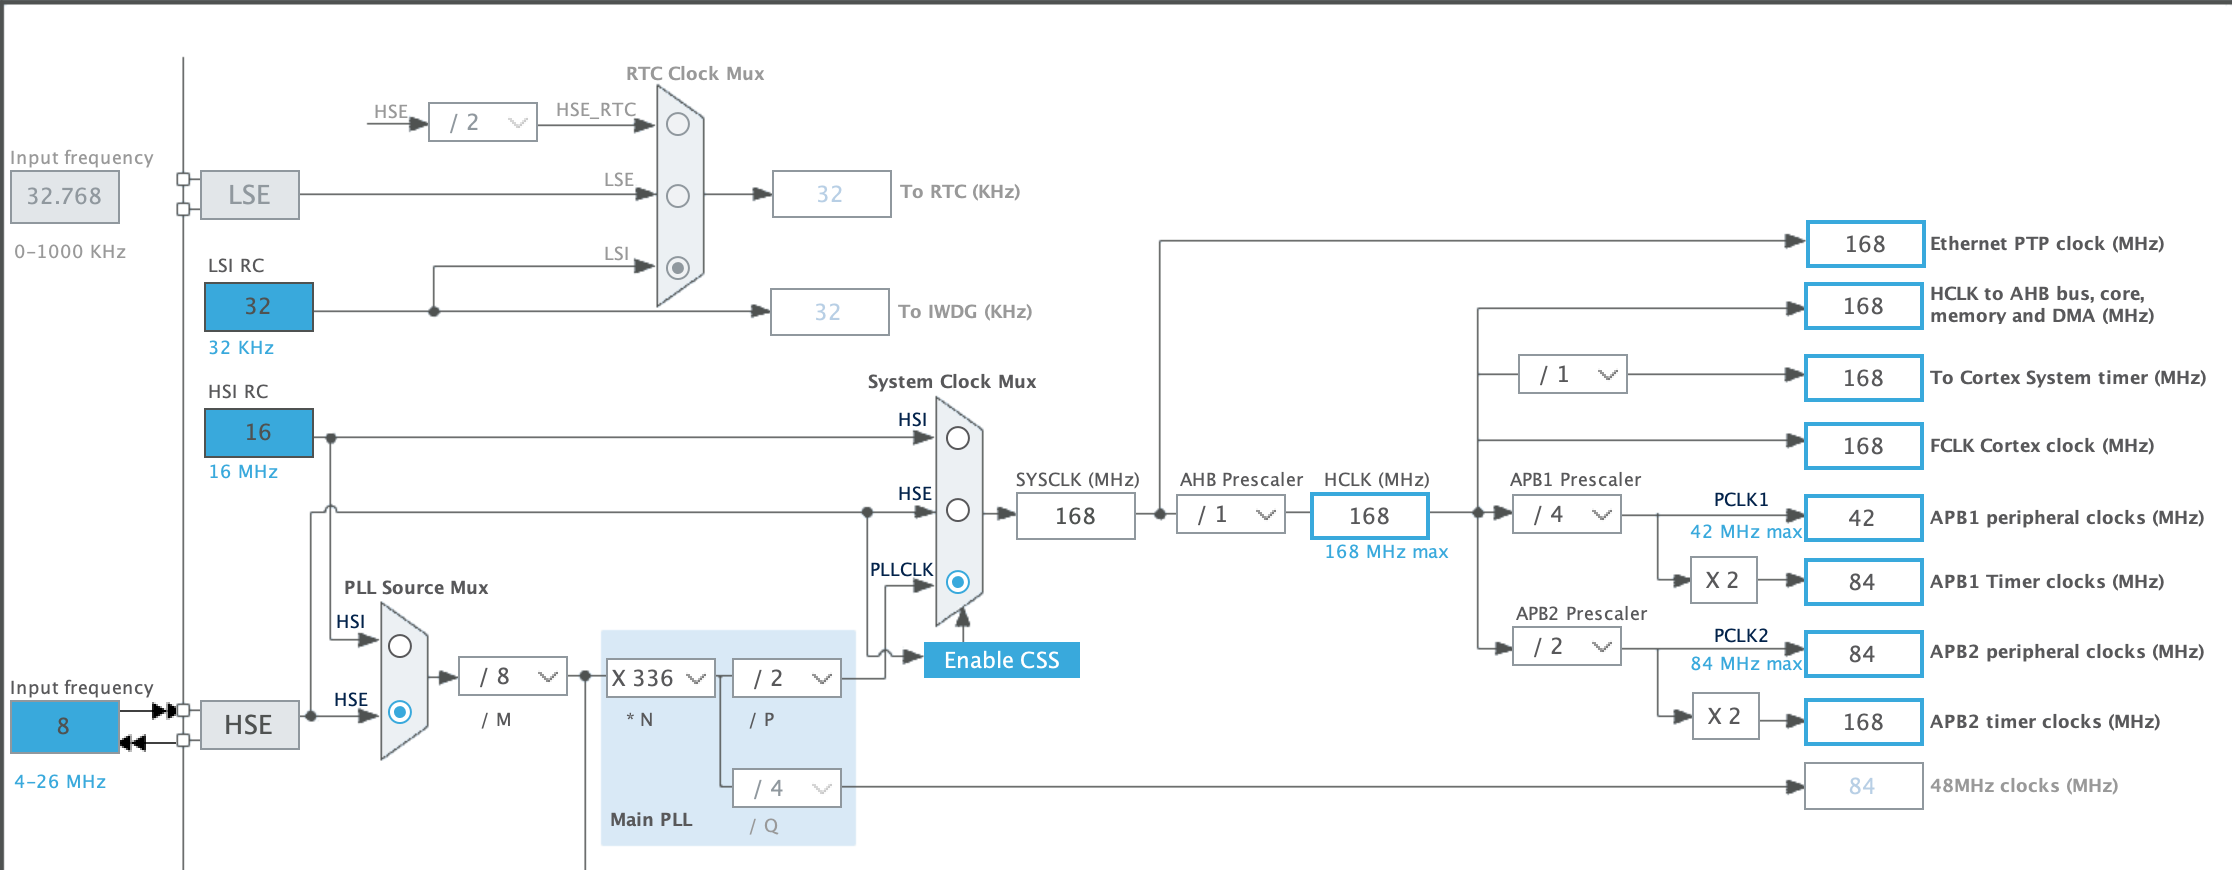 RTC Clock Mux
HSE
/ 2
HSE_RTC
Input frequency
32.768
LSE
LSE
32
To RTC (KHz)
0-1000 KHz
LSI RC
LSI
32
32
To IWDG (KHz)
32 KHz
HSI RC
16
16 MHz
System Clock Mux
HSI
HSE
PLLCLK
SYSCLK (MHz)
168
AHB Prescaler
/ 1
HCLK (MHz)
168
168 MHz max
Enable CSS
168
Ethernet PTP clock (MHz)
168
HCLK to AHB bus, core,
memory and DMA (MHz)
/ 1
168
To Cortex System timer (MHz)
168
FCLK Cortex clock (MHz)
APB1 Prescaler
/ 4
PCLK1
42 MHz max
42
APB1 peripheral clocks (MHz)
X 2
84
APB1 Timer clocks (MHz)
APB2 Prescaler
/ 2
PCLK2
84 MHz max
84
APB2 peripheral clocks (MHz)
X 2
168
APB2 timer clocks (MHz)
PLL Source Mux
HSI
HSE
Input frequency
8
4-26 MHz
HSE
/ 8
/ M
X 336
* N
/ 2
/ P
/ 4
/ Q
Main PLL
84
48MHz clocks (MHz)